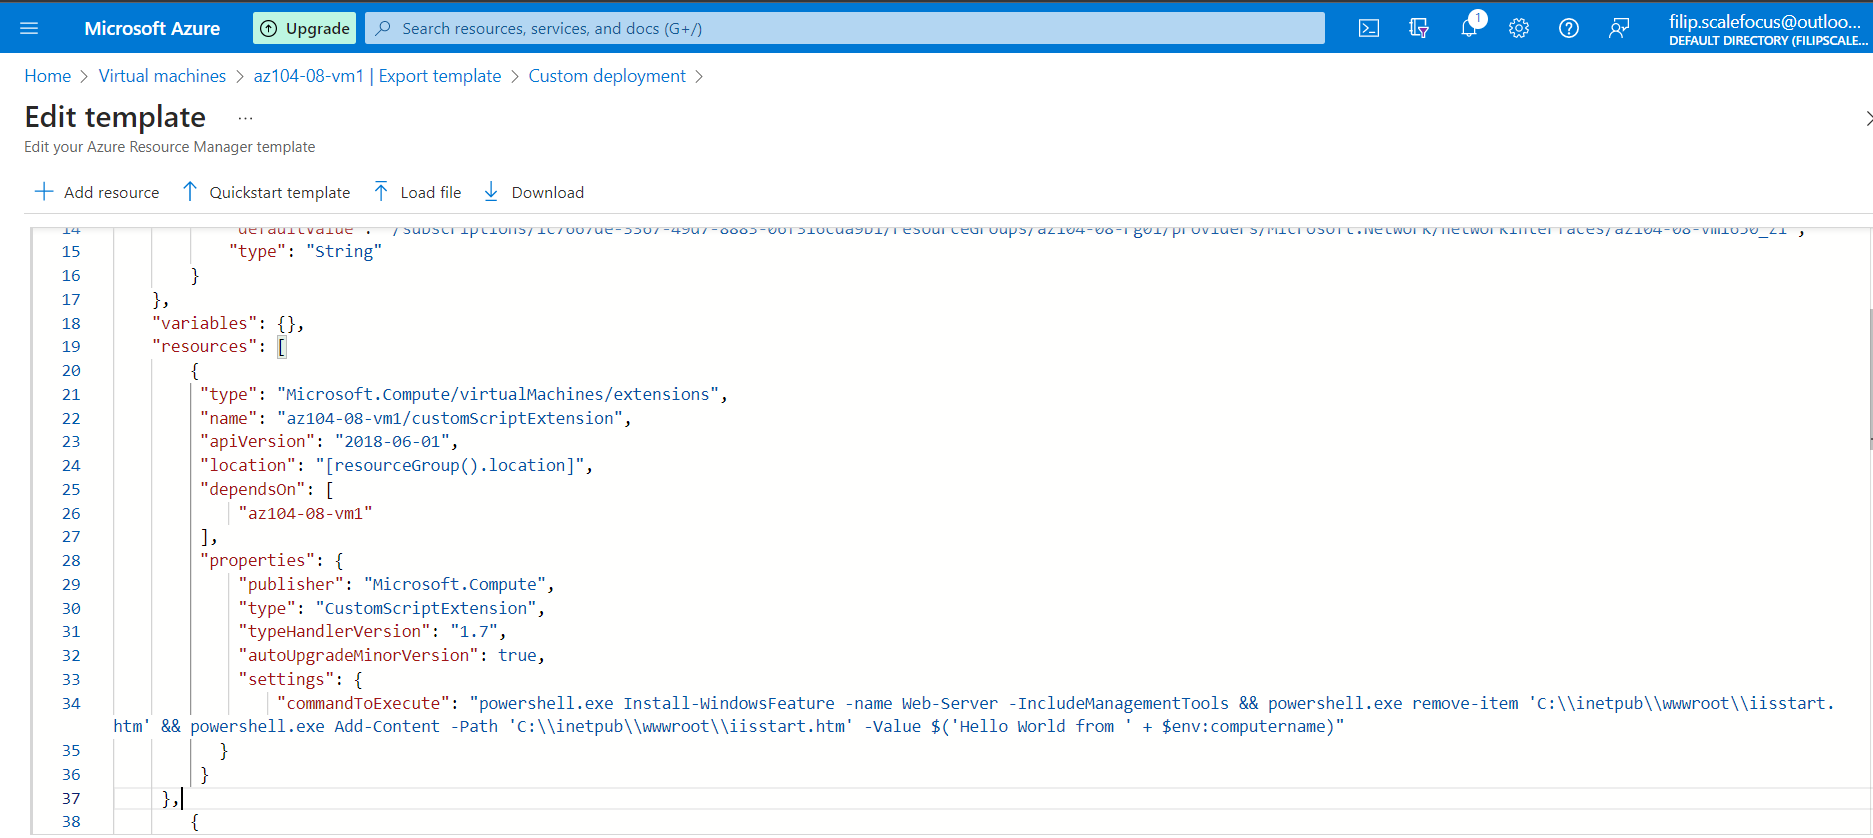 Microsoft Azure
Upgrade
Search resources, services, and docs (G+/)
1
filip.scalefocus@outloo...
DEFAULT DIRECTORY (FILIPSCALE...
Home > Virtual machines > az104-08-vm1 | Export template > Custom deployment >
Edit template ...
Edit your Azure Resource Manager template
Add resource Quickstart template Load file Download
14 "defaultValue":
15 "type": "String"
16 }
17 },
18 "variables": {},
19 "resources": [
20 {
21 "type": "Microsoft.Compute/virtualMachines/extensions",
22 "name": "az104-08-vm1/customScriptExtension",
23 "apiVersion": "2018-06-01",
24 "location": "[resourceGroup().location]",
25 "dependsOn": [
26 "az104-08-vm1"
27 ],
28 "properties": {
29 "publisher": "Microsoft.Compute",
30 "type": "CustomScriptExtension",
31 "typeHandlerVersion": "1.7",
32 "autoUpgradeMinorVersion": true,
33 "settings": {
34 "commandToExecute": "powershell.exe Install-WindowsFeature -name Web-Server -IncludeManagementTools && powershell.exe remove-item 'C:\\inetpub\\wwwroot\\iisstart.
htm' && powershell.exe Add-Content -Path 'C:\\inetpub\\wwwroot\\iisstart.htm' -Value $('Hello World from ' + $env:computername)"
35 }
36 }
37 },
38 {